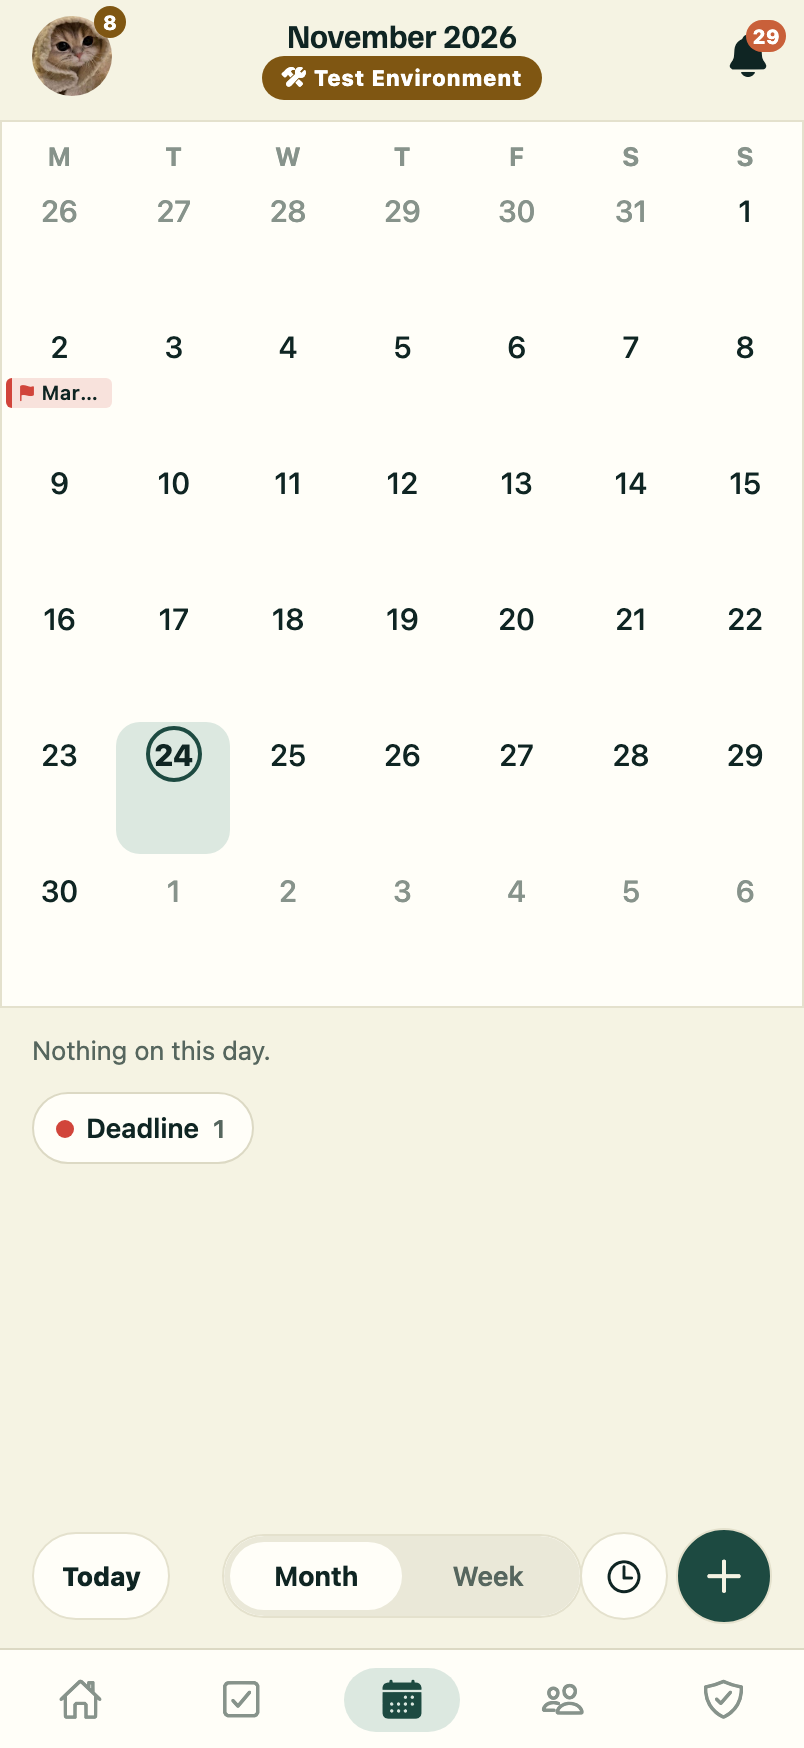 8
November 2026
29
🛠 Test Environment
M T W T F S S
26 27 28 29 30 31 1
2 3 4 5 6 7 8
Mar...
9 10 11 12 13 14 15
16 17 18 19 20 21 22
23 24 25 26 27 28 29
30 1 2 3 4 5 6
Nothing on this day.
Deadline 1
Today Month Week